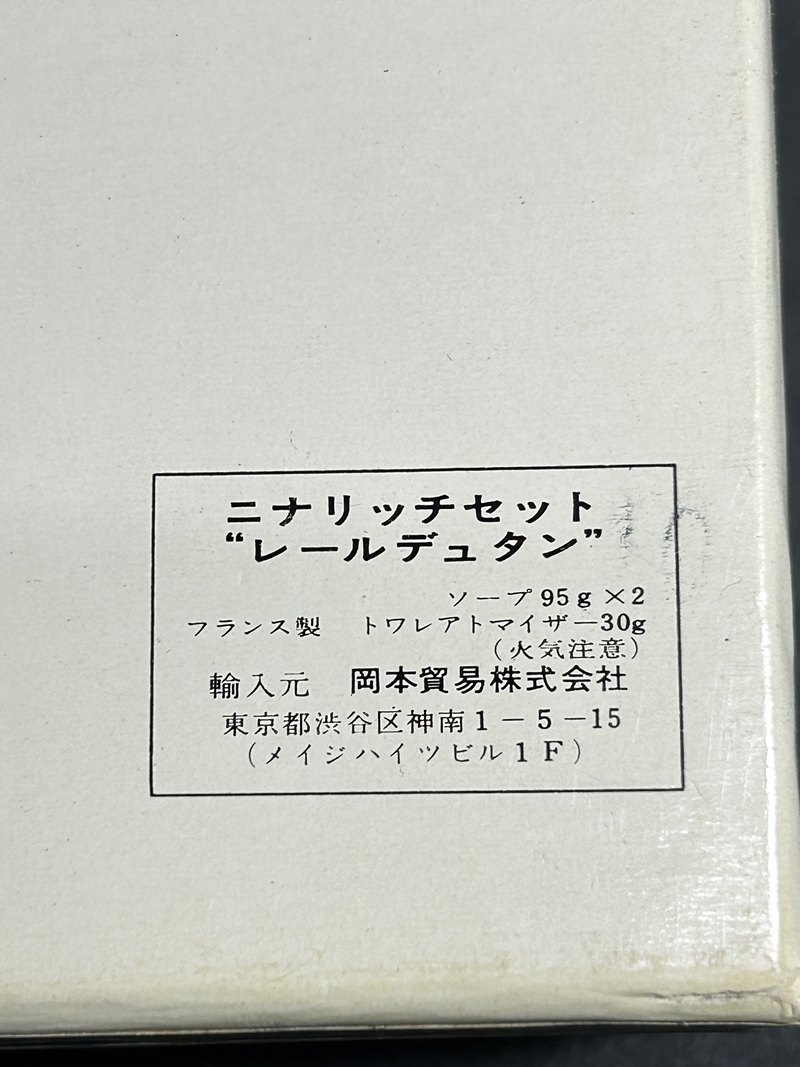 ニナリッチセット
“レールデュタン”
ソープ 95g×2
フランス製 トワレアトマイザー30g
(火気注意)
輸入元 岡本貿易株式会社
東京都渋谷区神南1-5-15
(メイジハイツビル1F)